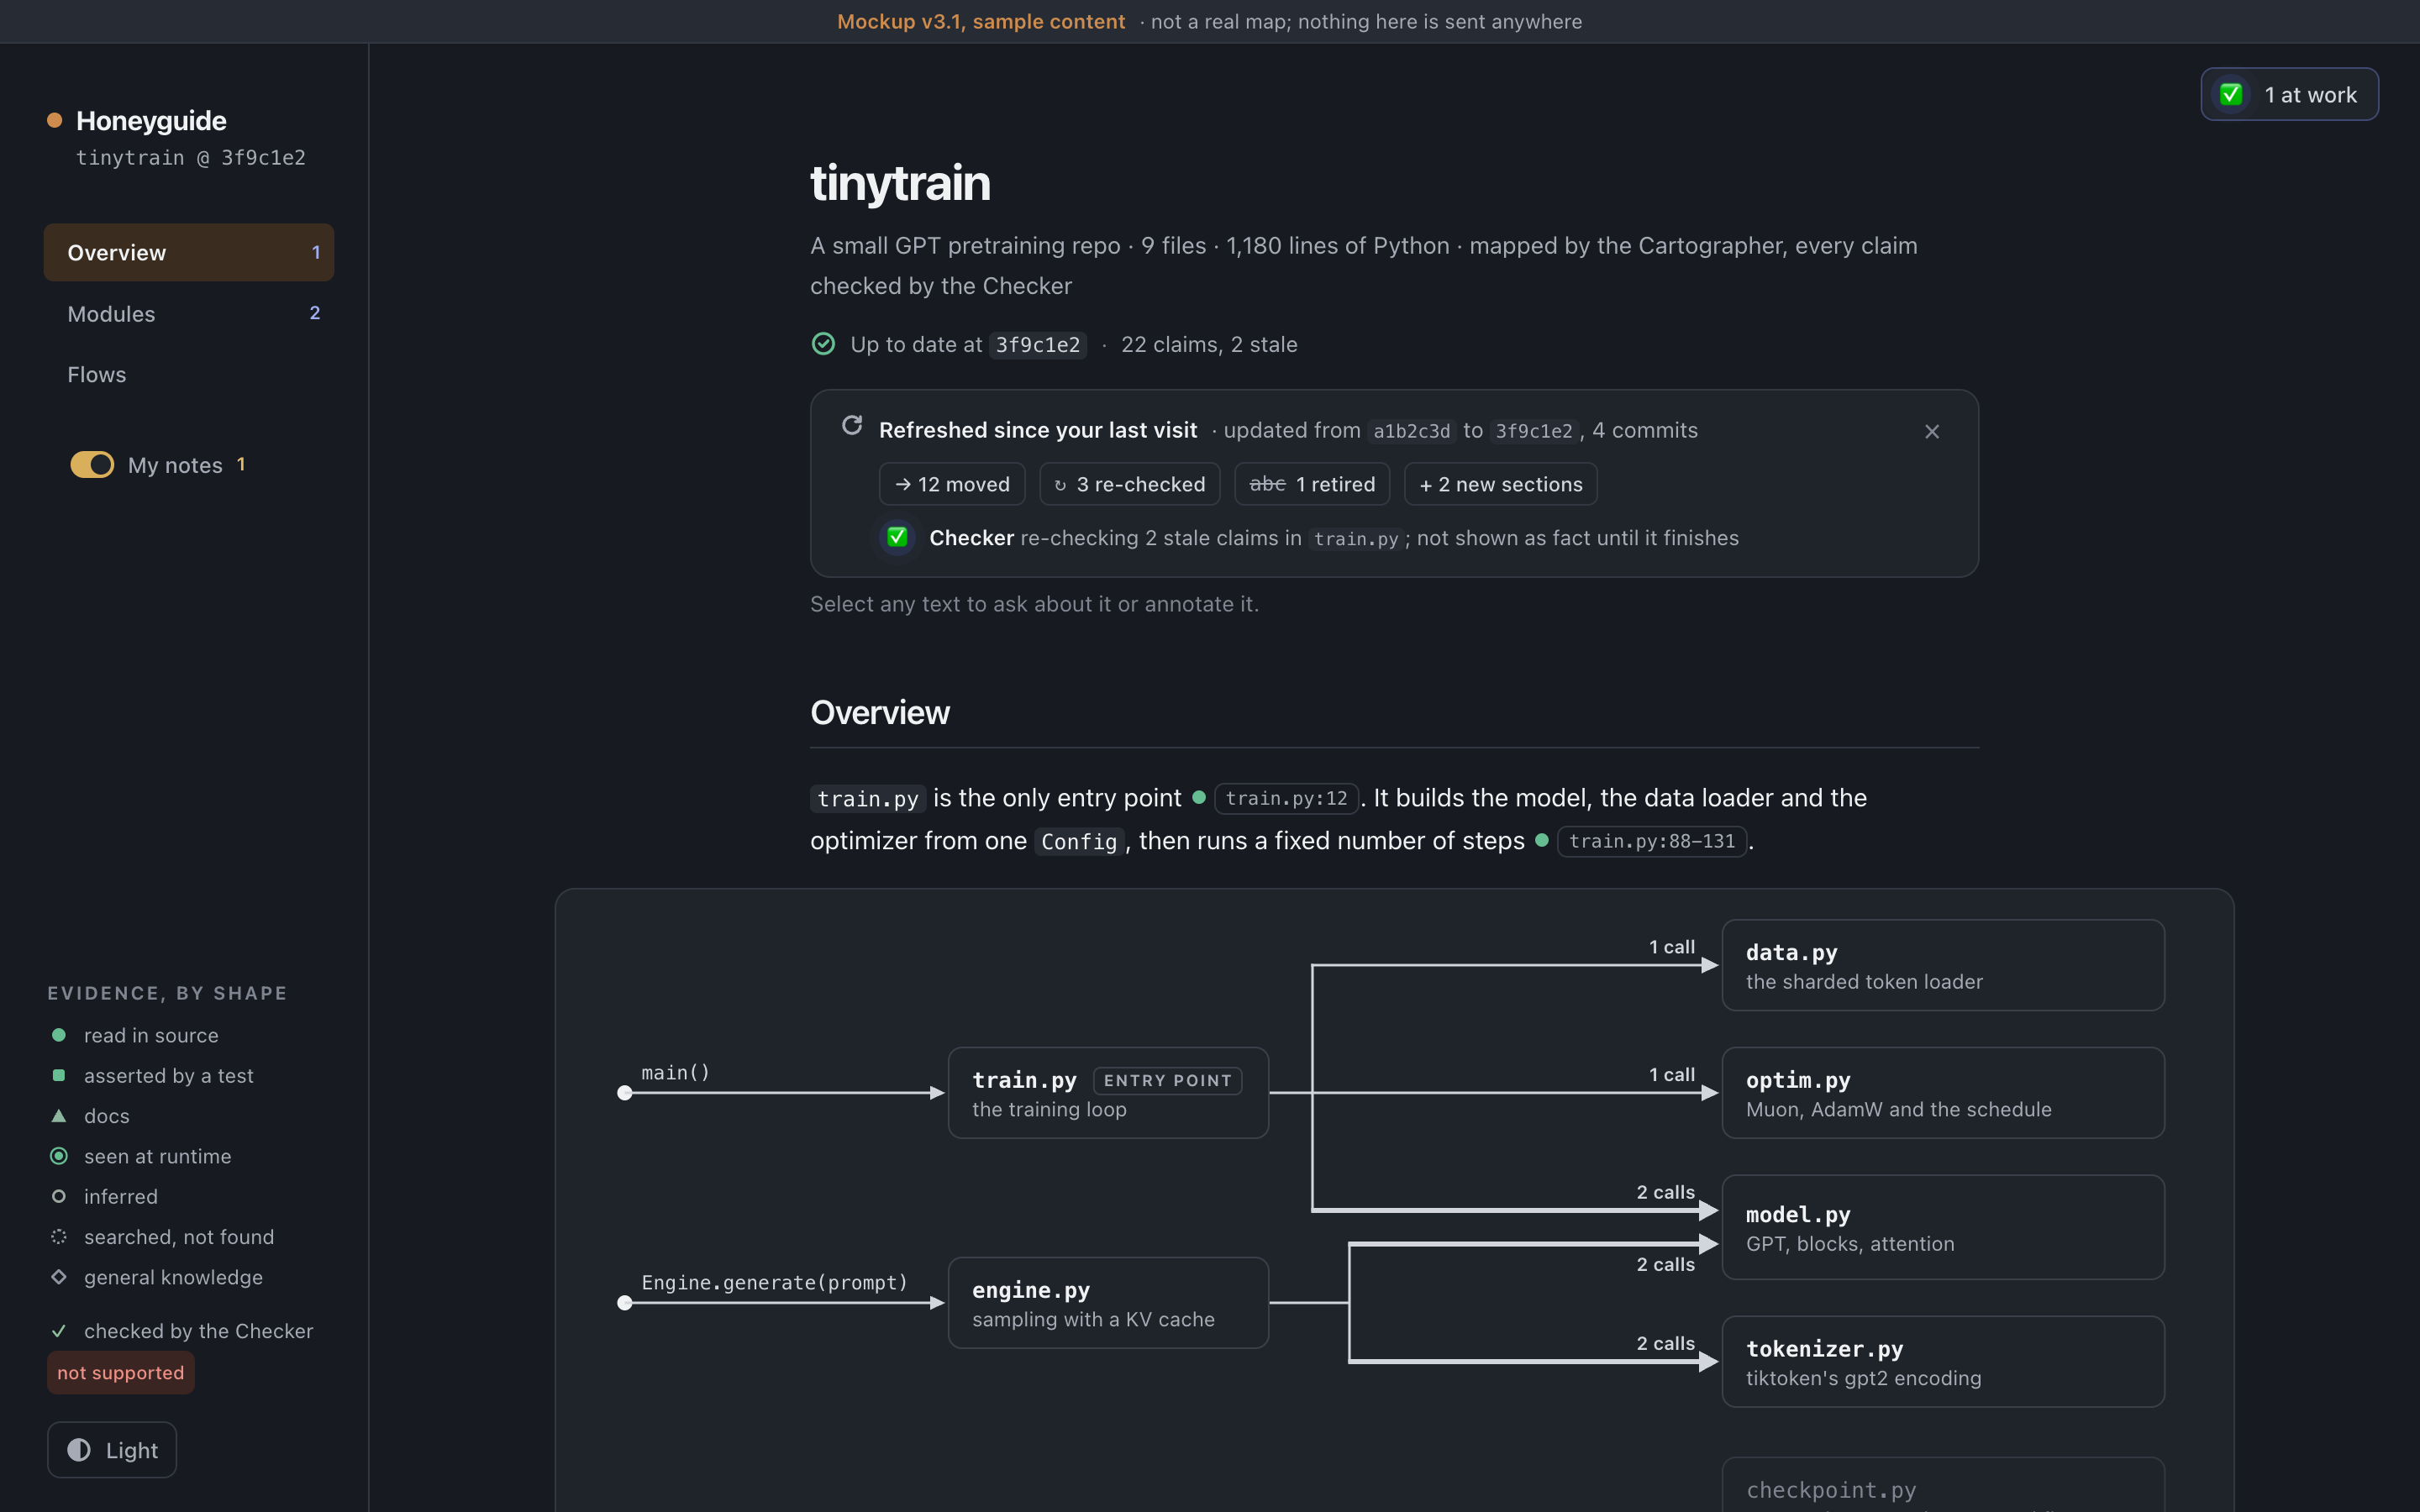 Mockup v3.1, sample content · not a real map; nothing here is sent anywhere
Honeyguide
tinytrain @ 3f9c1e2
Overview 1
Modules 2
Flows
My notes 1
EVIDENCE, BY SHAPE
read in source
asserted by a test
docs
seen at runtime
inferred
searched, not found
general knowledge
checked by the Checker
not supported
Light
1 at work
tinytrain
A small GPT pretraining repo · 9 files · 1,180 lines of Python · mapped by the Cartographer, every claim
checked by the Checker
Up to date at 3f9c1e2 · 22 claims, 2 stale
Refreshed since your last visit · updated from a1b2c3d to 3f9c1e2, 4 commits
→ 12 moved ↻ 3 re-checked abc 1 retired + 2 new sections
Checker re-checking 2 stale claims in train.py; not shown as fact until it finishes
Select any text to ask about it or annotate it.
Overview
train.py is the only entry point train.py:12. It builds the model, the data loader and the
optimizer from one Config, then runs a fixed number of steps train.py:88–131.
main()
train.py ENTRY POINT
the training loop
Engine.generate(prompt)
engine.py
sampling with a KV cache
1 call
data.py
the sharded token loader
1 call
optim.py
Muon, AdamW and the schedule
2 calls
model.py
GPT, blocks, attention
2 calls
2 calls
tokenizer.py
tiktoken's gpt2 encoding
checkpoint.py